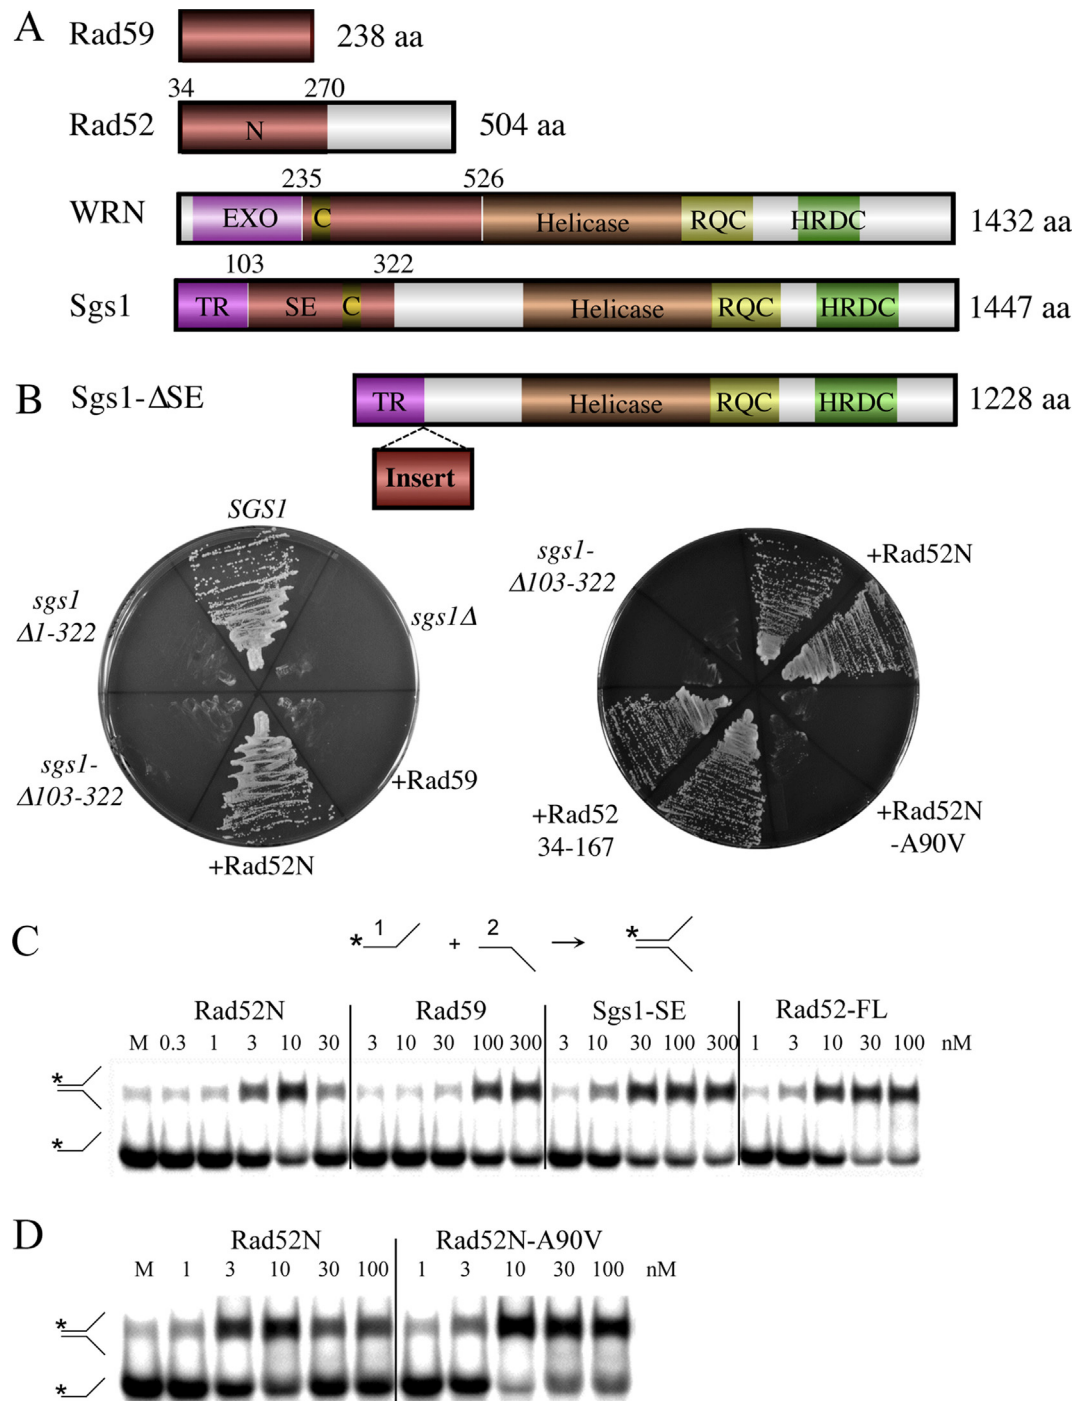 A
Rad59
238 aa
34
270
Rad52
N
504 aa
235
526
WRN
EXO
C
Helicase
RQC
HRDC
1432 aa
103
322
Sgs1
TR
SE
C
Helicase
RQC
HRDC
1447 aa
B
Sgs1-ΔSE
TR
Helicase
RQC
HRDC
1228 aa
Insert
SGS1
sgs1
Δ1-322
sgs1Δ
sgs1-
Δ103-322
+Rad59
+Rad52N
sgs1-
Δ103-322
+Rad52N
+Rad52
34-167
+Rad52N
-A90V
C
* 1 + 2 → *
Rad52N Rad59 Sgs1-SE Rad52-FL
M 0.3 1 3 10 30 3 10 30 100 300 3 10 30 100 300 1 3 10 30 100 nM
*
*
D
Rad52N Rad52N-A90V
M 1 3 10 30 100 1 3 10 30 100 nM
*
*